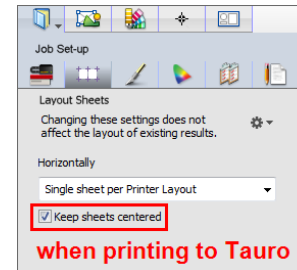 Job Set-up
Layout Sheets
Changing these settings does not
affect the layout of existing results.
Horizontally
Single sheet per Printer Layout
Keep sheets centered
when printing to Tauro